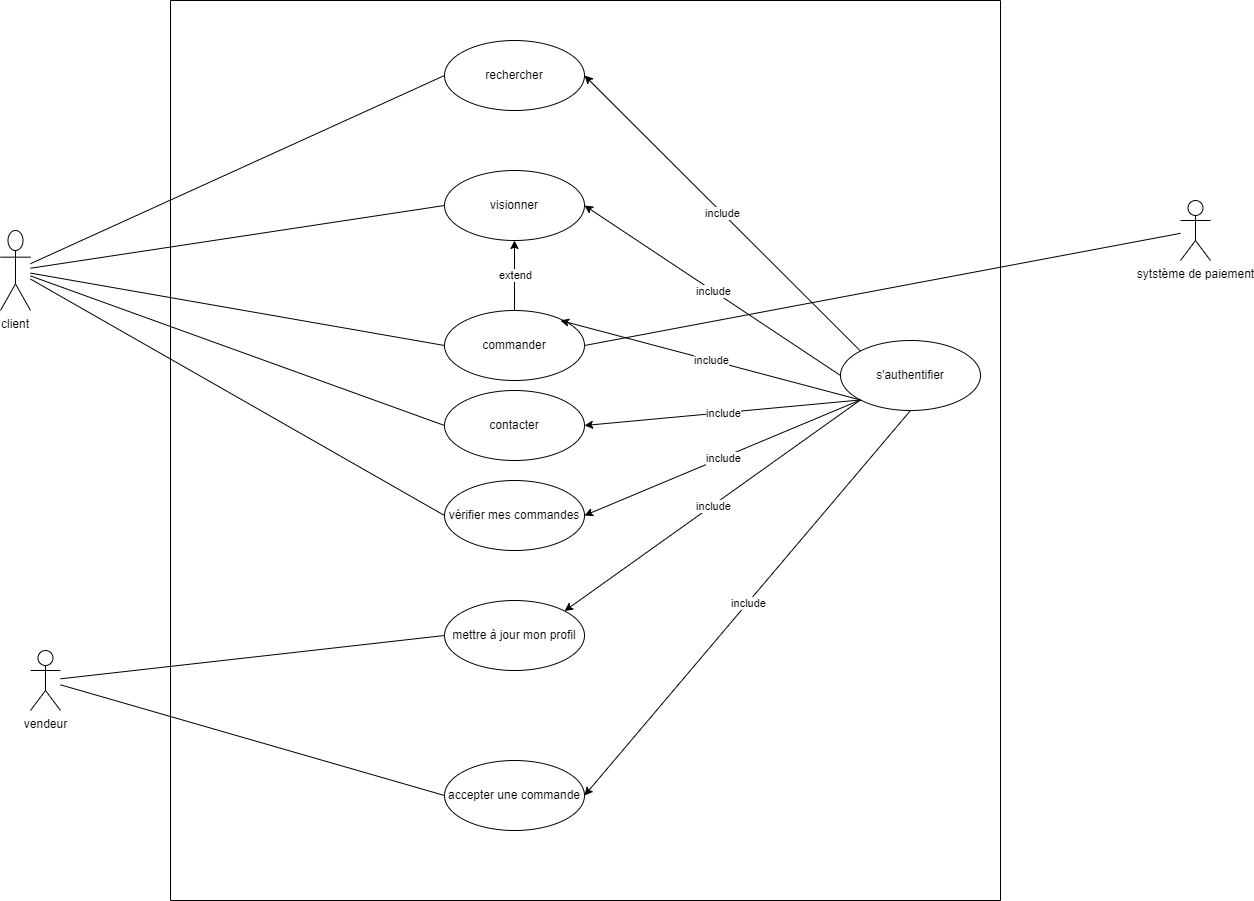 rechercher
visionner
include
client
extend
sytstème de paiement
include
commander
include
s'authentifier
contacter
include
include
vérifier mes commandes
include
include
mettre à jour mon profil
vendeur
accepter une commande